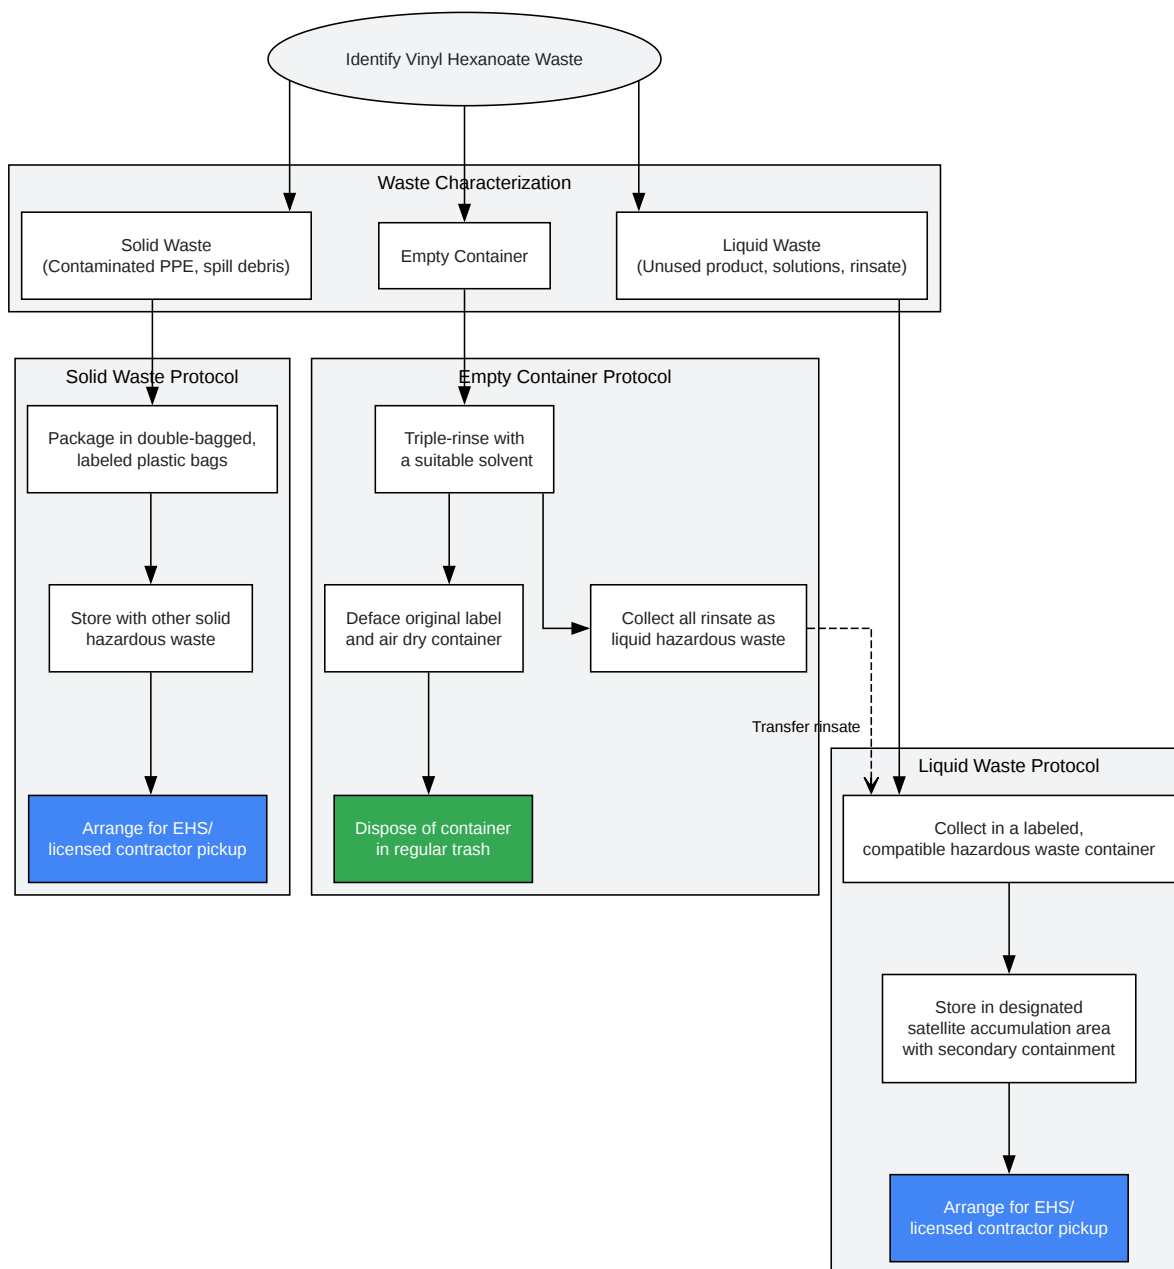 Identify Vinyl Hexanoate Waste
Waste Characterization
Solid Waste
(Contaminated PPE, spill debris)
Empty Container
Liquid Waste
(Unused product, solutions, rinsate)
Solid Waste Protocol
Package in double-bagged,
labeled plastic bags
Store with other solid
hazardous waste
Arrange for EHS/
licensed contractor pickup
Empty Container Protocol
Triple-rinse with
a suitable solvent
Deface original label
and air dry container
Collect all rinsate as
liquid hazardous waste
Dispose of container
in regular trash
Transfer rinsate
Liquid Waste Protocol
Collect in a labeled,
compatible hazardous waste container
Store in designated
satellite accumulation area
with secondary containment
Arrange for EHS/
licensed contractor pickup